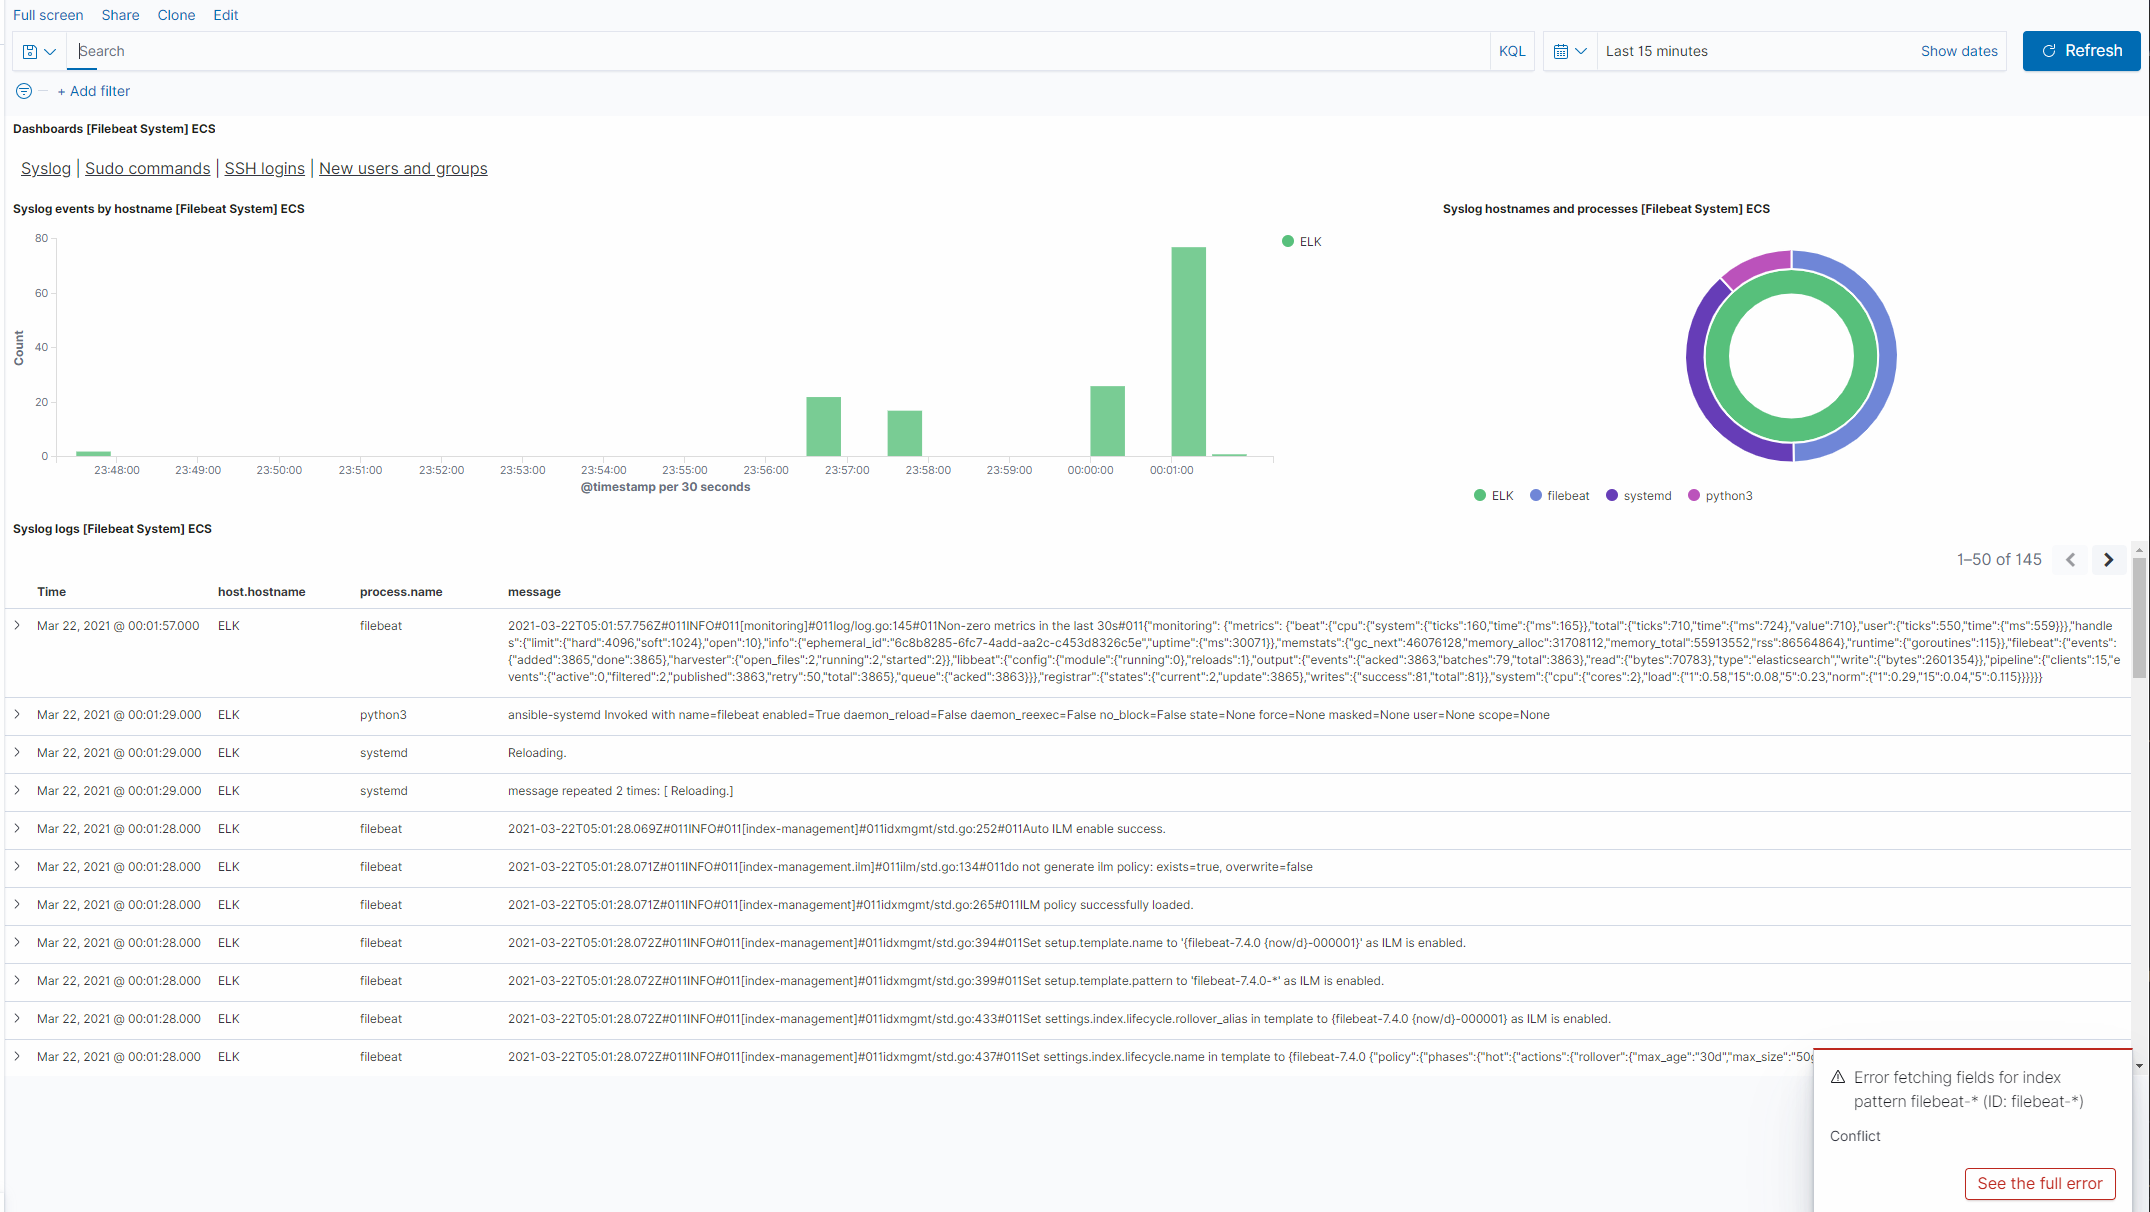 Full screen Share Clone Edit
Search KQL Last 15 minutes Show dates Refresh
+ Add filter
Dashboards [Filebeat System] ECS
Syslog | Sudo commands | SSH logins | New users and groups
Syslog events by hostname [Filebeat System] ECS
80
60
40
20
0
Count
23:48:00 23:49:00 23:50:00 23:51:00 23:52:00 23:53:00 23:54:00 23:55:00 23:56:00 23:57:00 23:58:00 23:59:00 00:00:00 00:01:00
@timestamp per 30 seconds
ELK
Syslog hostnames and processes [Filebeat System] ECS
ELK filebeat systemd python3
Syslog logs [Filebeat System] ECS
1–50 of 145
Time host.hostname process.name message
Mar 22, 2021 @ 00:01:57.000 ELK filebeat 2021-03-22T05:01:57.756Z#011INFO#011[monitoring]#011log/log.go:145#011Non-zero metrics in the last 30s#011{"monitoring": {"metrics": {"beat":{"cpu":{"system":{"ticks":160,"time":{"ms":165}},"total":{"ticks":710,"time":{"ms":724},"value":710},"user":{"ticks":550,"time":{"ms":559}}},"handle
s":{"limit":{"hard":4096,"soft":1024},"open":10},"info":{"ephemeral_id":"6c8b8285-6fc7-4add-aa2c-c453d8326c5e","uptime":{"ms":30071}},"memstats":{"gc_next":46076128,"memory_alloc":31708112,"memory_total":55913552,"rss":86564864},"runtime":{"goroutines":115}},"filebeat":{"events":
{"added":3865,"done":3865},"harvester":{"open_files":2,"running":2,"started":2}},"libbeat":{"config":{"module":{"running":0},"reloads":1},"output":{"events":{"acked":3863,"batches":79,"total":3863},"read":{"bytes":70783},"type":"elasticsearch","write":{"bytes":2601354}},"pipeline":{"clients":15,"e
vents":{"active":0,"filtered":2,"published":3863,"retry":50,"total":3865},"queue":{"acked":3863}}},"registrar":{"states":{"current":2,"update":3865},"writes":{"success":81,"total":81}},"system":{"cpu":{"cores":2},"load":{"1":0.58,"15":0.08,"5":0.23,"norm":{"1":0.29,"15":0.04,"5":0.115}}}}}}
Mar 22, 2021 @ 00:01:29.000 ELK python3 ansible-systemd Invoked with name=filebeat enabled=True daemon_reload=False daemon_reexec=False no_block=False state=None force=None masked=None user=None scope=None
Mar 22, 2021 @ 00:01:29.000 ELK systemd Reloading.
Mar 22, 2021 @ 00:01:29.000 ELK systemd message repeated 2 times: [ Reloading.]
Mar 22, 2021 @ 00:01:28.000 ELK filebeat 2021-03-22T05:01:28.069Z#011INFO#011[index-management]#011idxmgmt/std.go:252#011Auto ILM enable success.
Mar 22, 2021 @ 00:01:28.000 ELK filebeat 2021-03-22T05:01:28.071Z#011INFO#011[index-management.ilm]#011ilm/std.go:134#011do not generate ilm policy: exists=true, overwrite=false
Mar 22, 2021 @ 00:01:28.000 ELK filebeat 2021-03-22T05:01:28.071Z#011INFO#011[index-management]#011idxmgmt/std.go:265#011ILM policy successfully loaded.
Mar 22, 2021 @ 00:01:28.000 ELK filebeat 2021-03-22T05:01:28.072Z#011INFO#011[index-management]#011idxmgmt/std.go:394#011Set setup.template.name to '{filebeat-7.4.0 {now/d}-000001}' as ILM is enabled.
Mar 22, 2021 @ 00:01:28.000 ELK filebeat 2021-03-22T05:01:28.072Z#011INFO#011[index-management]#011idxmgmt/std.go:399#011Set setup.template.pattern to 'filebeat-7.4.0-*' as ILM is enabled.
Mar 22, 2021 @ 00:01:28.000 ELK filebeat 2021-03-22T05:01:28.072Z#011INFO#011[index-management]#011idxmgmt/std.go:433#011Set settings.index.lifecycle.rollover_alias in template to {filebeat-7.4.0 {now/d}-000001} as ILM is enabled.
Mar 22, 2021 @ 00:01:28.000 ELK filebeat 2021-03-22T05:01:28.072Z#011INFO#011[index-management]#011idxmgmt/std.go:437#011Set settings.index.lifecycle.name in template to {filebeat-7.4.0 {"policy":{"phases":{"hot":{"actions":{"rollover":{"max_age":"30d","max_size":"50g
Error fetching fields for index
pattern filebeat-* (ID: filebeat-*)
Conflict
See the full error